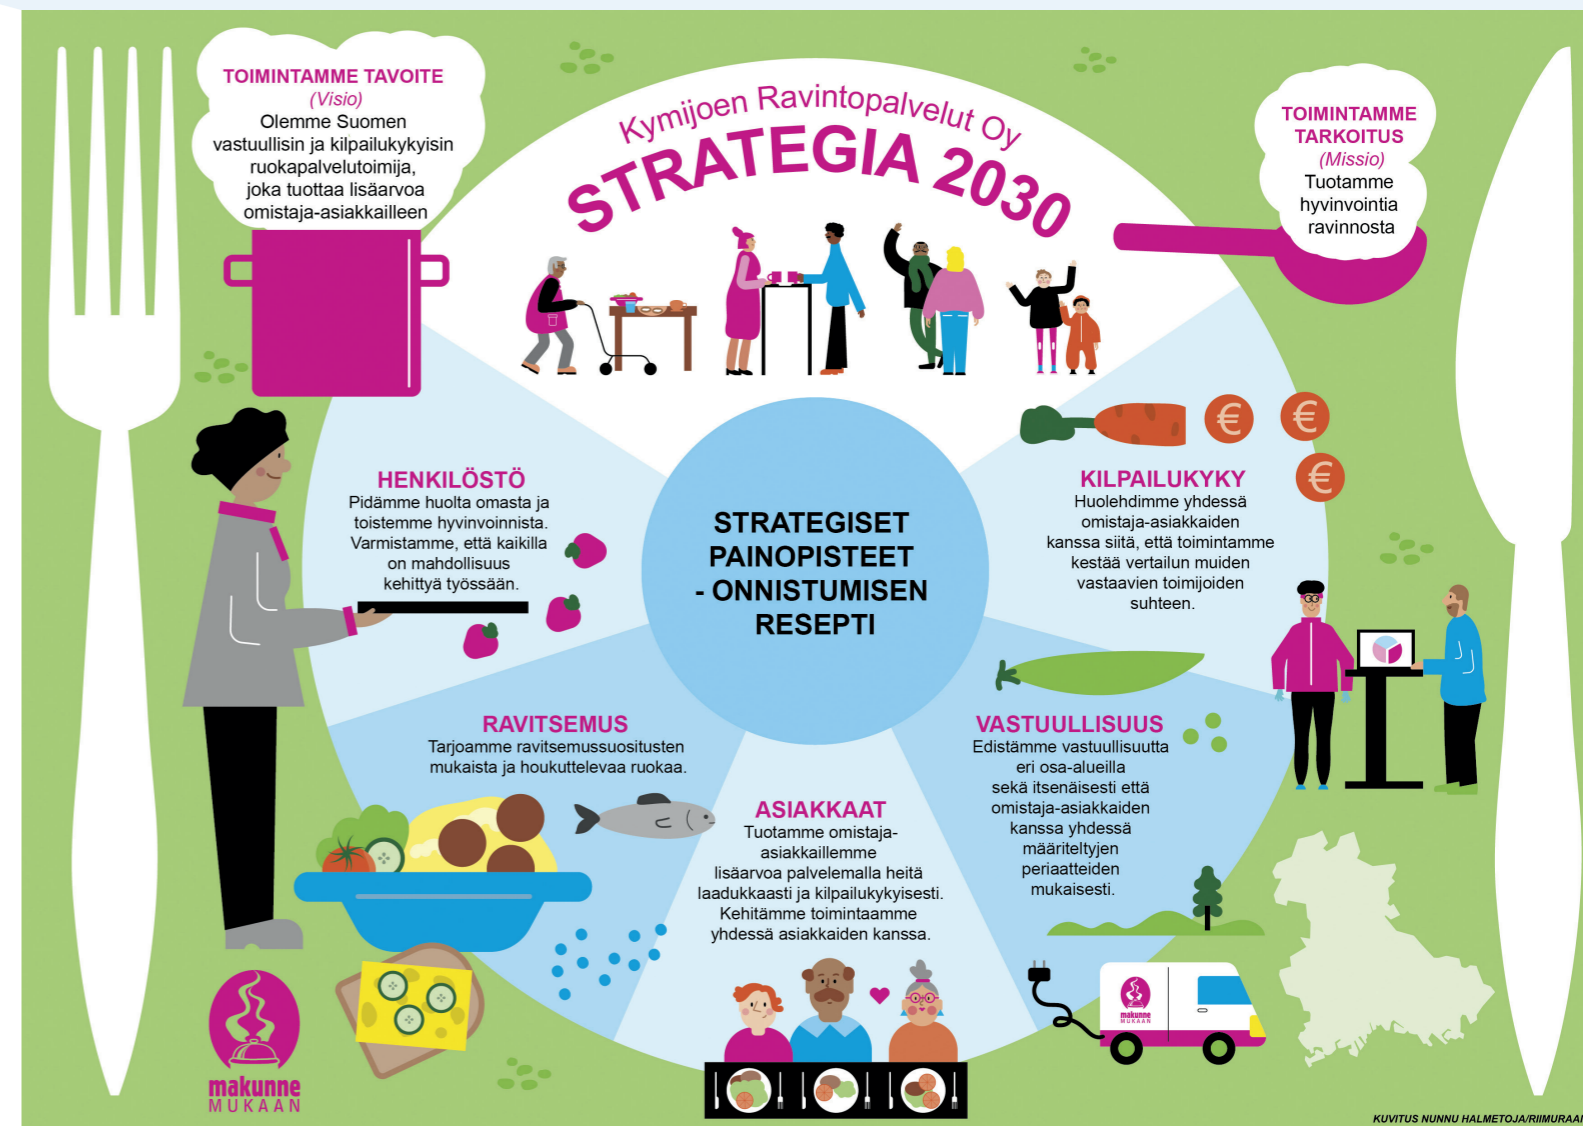 TOIMINTAMME TAVOITE
(Visio)
Olemme Suomen
vastuullisin ja kilpailukykyisin
ruokapalvelutoimija,
joka tuottaa lisäarvoa
omistaja-asiakkailleen
Kymijoen Ravintopalvelut Oy
STRATEGIA 2030
TOIMINTAMME
TARKOITUS
(Missio)
Tuotamme
hyvinvointia
ravinnosta
HENKILÖSTÖ
Pidämme huolta omasta ja
toistemme hyvinvoinnista.
Varmistamme, että kaikilla
on mahdollisuus
kehittyä työssään.
STRATEGISET
PAINOPISTEET
- ONNISTUMISEN
RESEPTI
€
€
€
KILPAILUKYKY
Huolehdimme yhdessä
omistaja-asiakkaiden
kanssa siitä, että toimintamme
kestää vertailun muiden
vastaavien toimijoiden
suhteen.
RAVITSEMUS
Tarjoamme ravitsemussuositusten
mukaista ja houkuttelevaa ruokaa.
ASIAKKAAT
Tuotamme omistaja-
asiakkaillemme
lisäarvoa palvelemalla heitä
laadukkaasti ja kilpailukykyisesti.
Kehitämme toimintaamme
yhdessä asiakkaiden kanssa.
VASTUULLISUUS
Edistämme vastuullisuutta
eri osa-alueilla
sekä itsenäisesti että
omistaja-asiakkaiden
kanssa yhdessä
määriteltyjen
periaatteiden
mukaisesti.
makunne
MUKAAN
makunne
MUKAAN
KUVITUS NUNNU HALMETOJA/RIIMURAAI